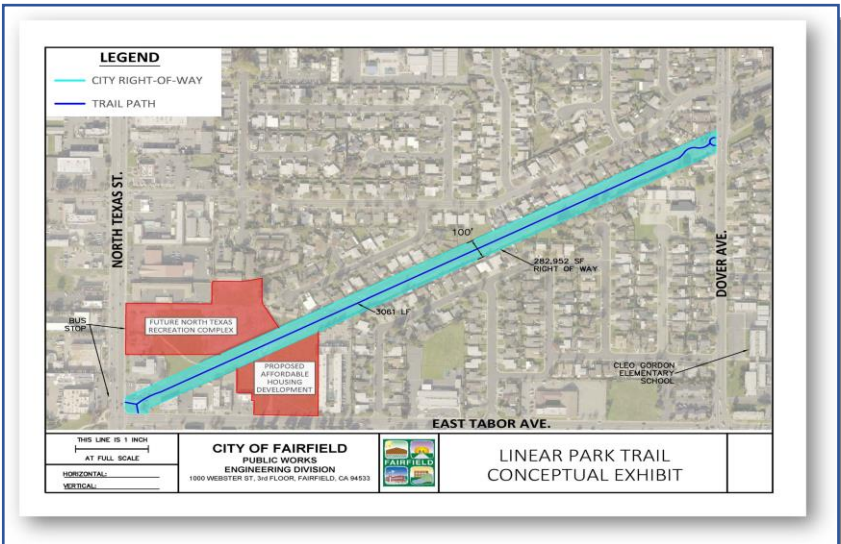 LEGEND
CITY RIGHT-OF-WAY
TRAIL PATH
NORTH TEXAS ST.
DOVER AVE.
100'
282,952 SF
RIGHT OF WAY
3061 LF
BUS
STOP
FUTURE NORTH TEXAS
RECREATION COMPLEX
PROPOSED
AFFORDABLE
HOUSING
DEVELOPMENT
CLEO GORDON
ELEMENTARY
SCHOOL
EAST TABOR AVE.
THIS LINE IS 1 INCH
AT FULL SCALE
HORIZONTAL:
VERTICAL:
CITY OF FAIRFIELD
PUBLIC WORKS
ENGINEERING DIVISION
1000 WEBSTER ST, 3rd FLOOR, FAIRFIELD, CA 94533
FAIRFIELD
LINEAR PARK TRAIL
CONCEPTUAL EXHIBIT